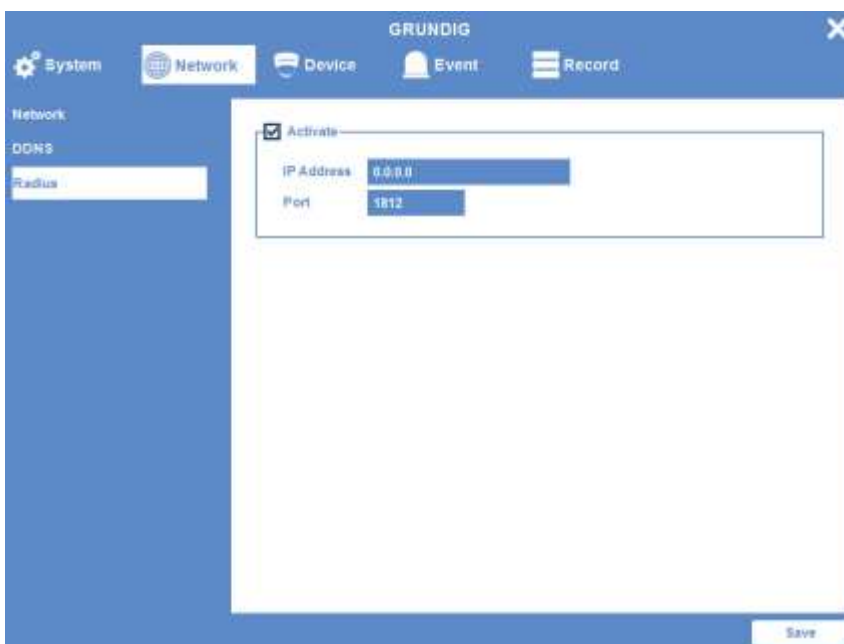 GRUNDIG
System Network Device Event Record
Network
DDNS
Radius
Activate
IP Address 0.0.0.0
Port 1812
Save